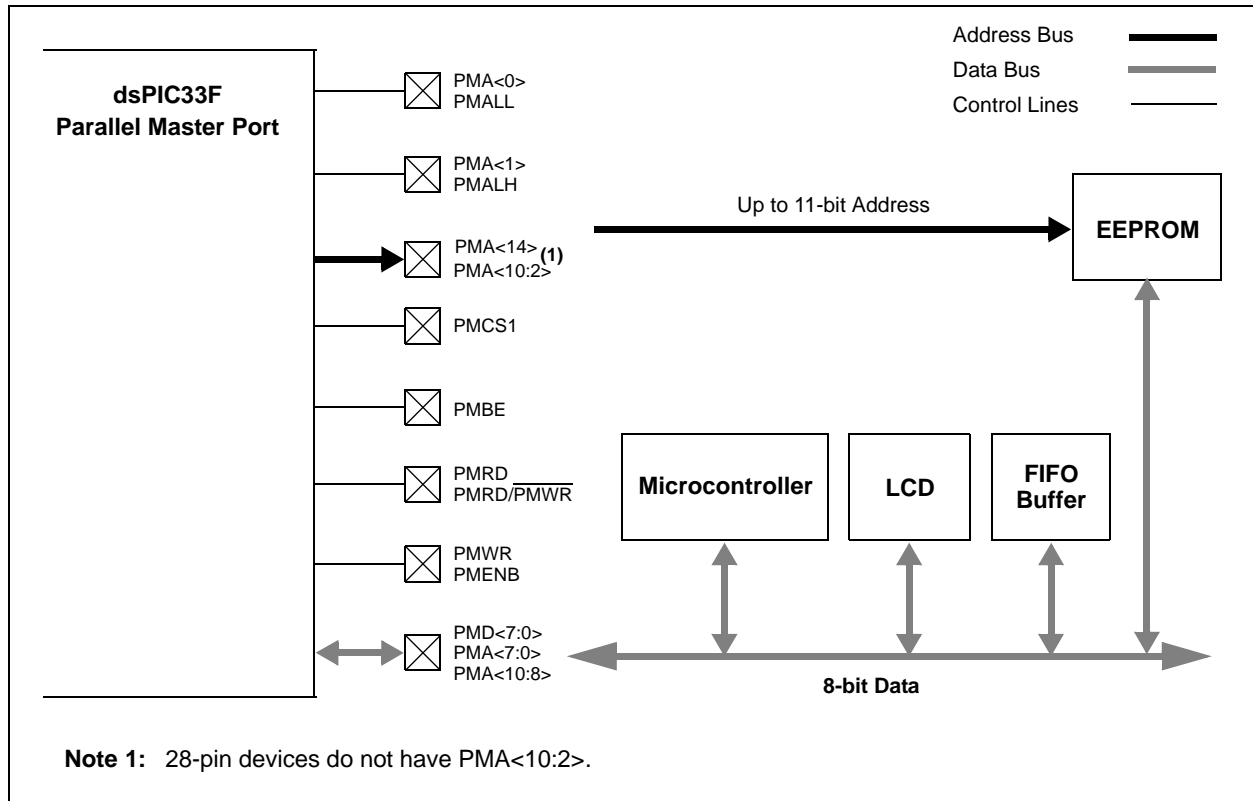 Address Bus
Data Bus
Control Lines
dsPIC33F
Parallel Master Port
PMA<0>
PMALL
PMA<1>
PMALH
PMA<14>(1)
PMA<10:2>
PMCS1
PMBE
PMRD
PMRD/PMWR
PMWR
PMENB
PMD<7:0>
PMA<7:0>
PMA<10:8>
Up to 11-bit Address
EEPROM
Microcontroller
LCD
FIFO
Buffer
8-bit Data
Note 1: 28-pin devices do not have PMA<10:2>.